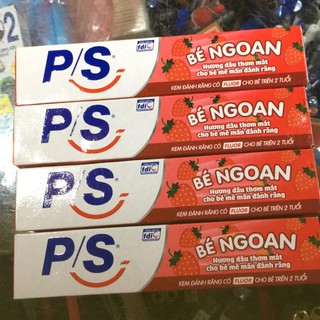 P/S
fdi
BÉ NGOAN
Hương dâu thơm mát
cho bé mê mẩn đánh răng
KEM ĐÁNH RĂNG CÓ FLUOR CHO BÉ TRÊN 2 TUỔI
P/S
fdi
BÉ NGOAN
Hương dâu thơm mát
cho bé mê mẩn đánh răng
KEM ĐÁNH RĂNG CÓ FLUOR CHO BÉ TRÊN 2 TUỔI
P/S
fdi
BÉ NGOAN
Hương dâu thơm mát
cho bé mê mẩn đánh răng
KEM ĐÁNH RĂNG CÓ FLUOR CHO BÉ TRÊN 2 TUỔI
P/S
fdi
BÉ NGOAN
Hương dâu thơm mát
cho bé mê mẩn đánh răng
KEM ĐÁNH RĂNG CÓ FLUOR CHO BÉ TRÊN 2 TUỔI